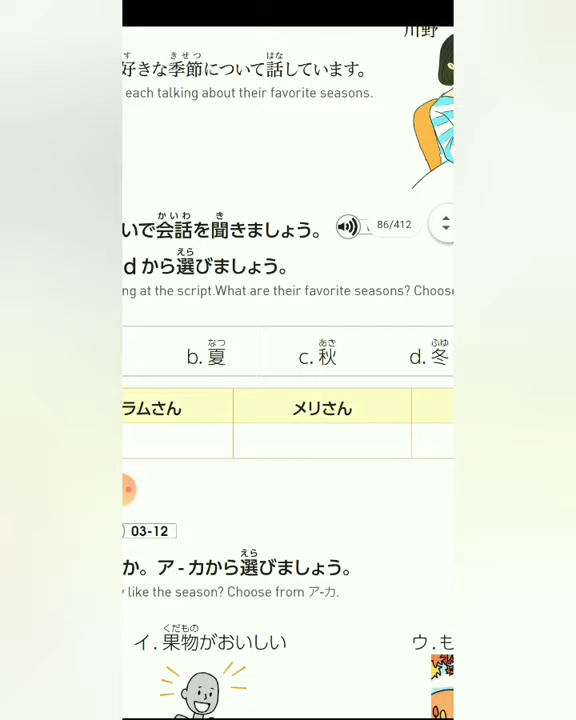 川野
好きな季節について話しています。
each talking about their favorite seasons.
いで会話を聞きましょう。
86/412
dから選びましょう。
ng at the script.What are their favorite seasons? Choose
b. 夏 c. 秋 d. 冬
ラムさん メリさん
03-12
か。ア - カから選びましょう。
like the season? Choose from ア-カ.
イ. 果物がおいしい ウ. も